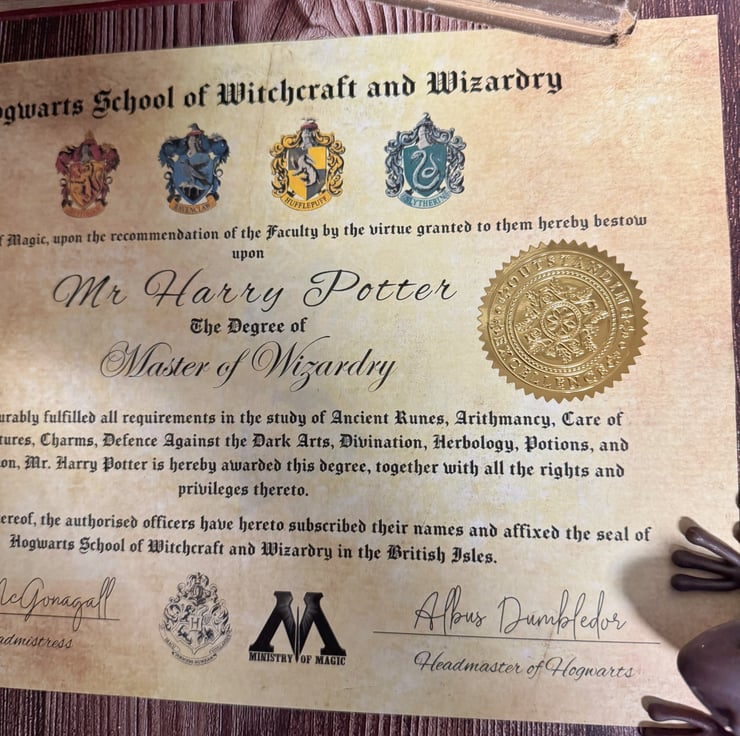 ogwarts School of Witchcraft and Wizardry
GRYFFINDOR
RAVENCLAW
HUFFLEPUFF
SLYTHERIN
f Magic, upon the recommendation of the Faculty by the virtue granted to them hereby bestow
upon
Mr Harry Potter
The Degree of
Master of Wizardry
OUTSTANDING
EXCELLENCE
urably fulfilled all requirements in the study of Ancient Runes, Arithmancy, Care of
tures, Charms, Defence Against the Dark Arts, Divination, Herbology, Potions, and
on, Mr. Harry Potter is hereby awarded this degree, together with all the rights and
privileges thereto.
ereof, the authorised officers have hereto subscribed their names and affixed the seal of
Hogwarts School of Witchcraft and Wizardry in the British Isles.
McGonagall
admistress
H
MINISTRY OF MAGIC
Albus Dumbledor
Headmaster of Hogwarts